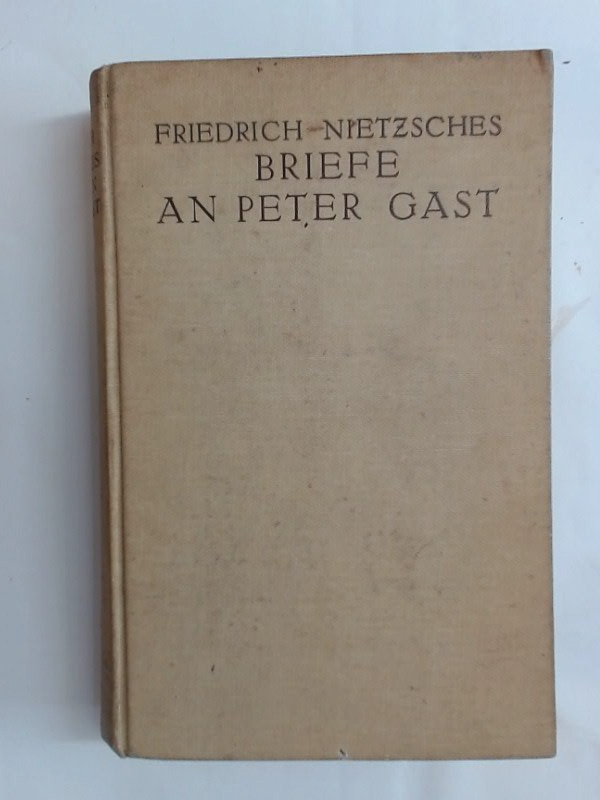 FRIEDRICH NIETZSCHES
BRIEFE
AN PETER GAST